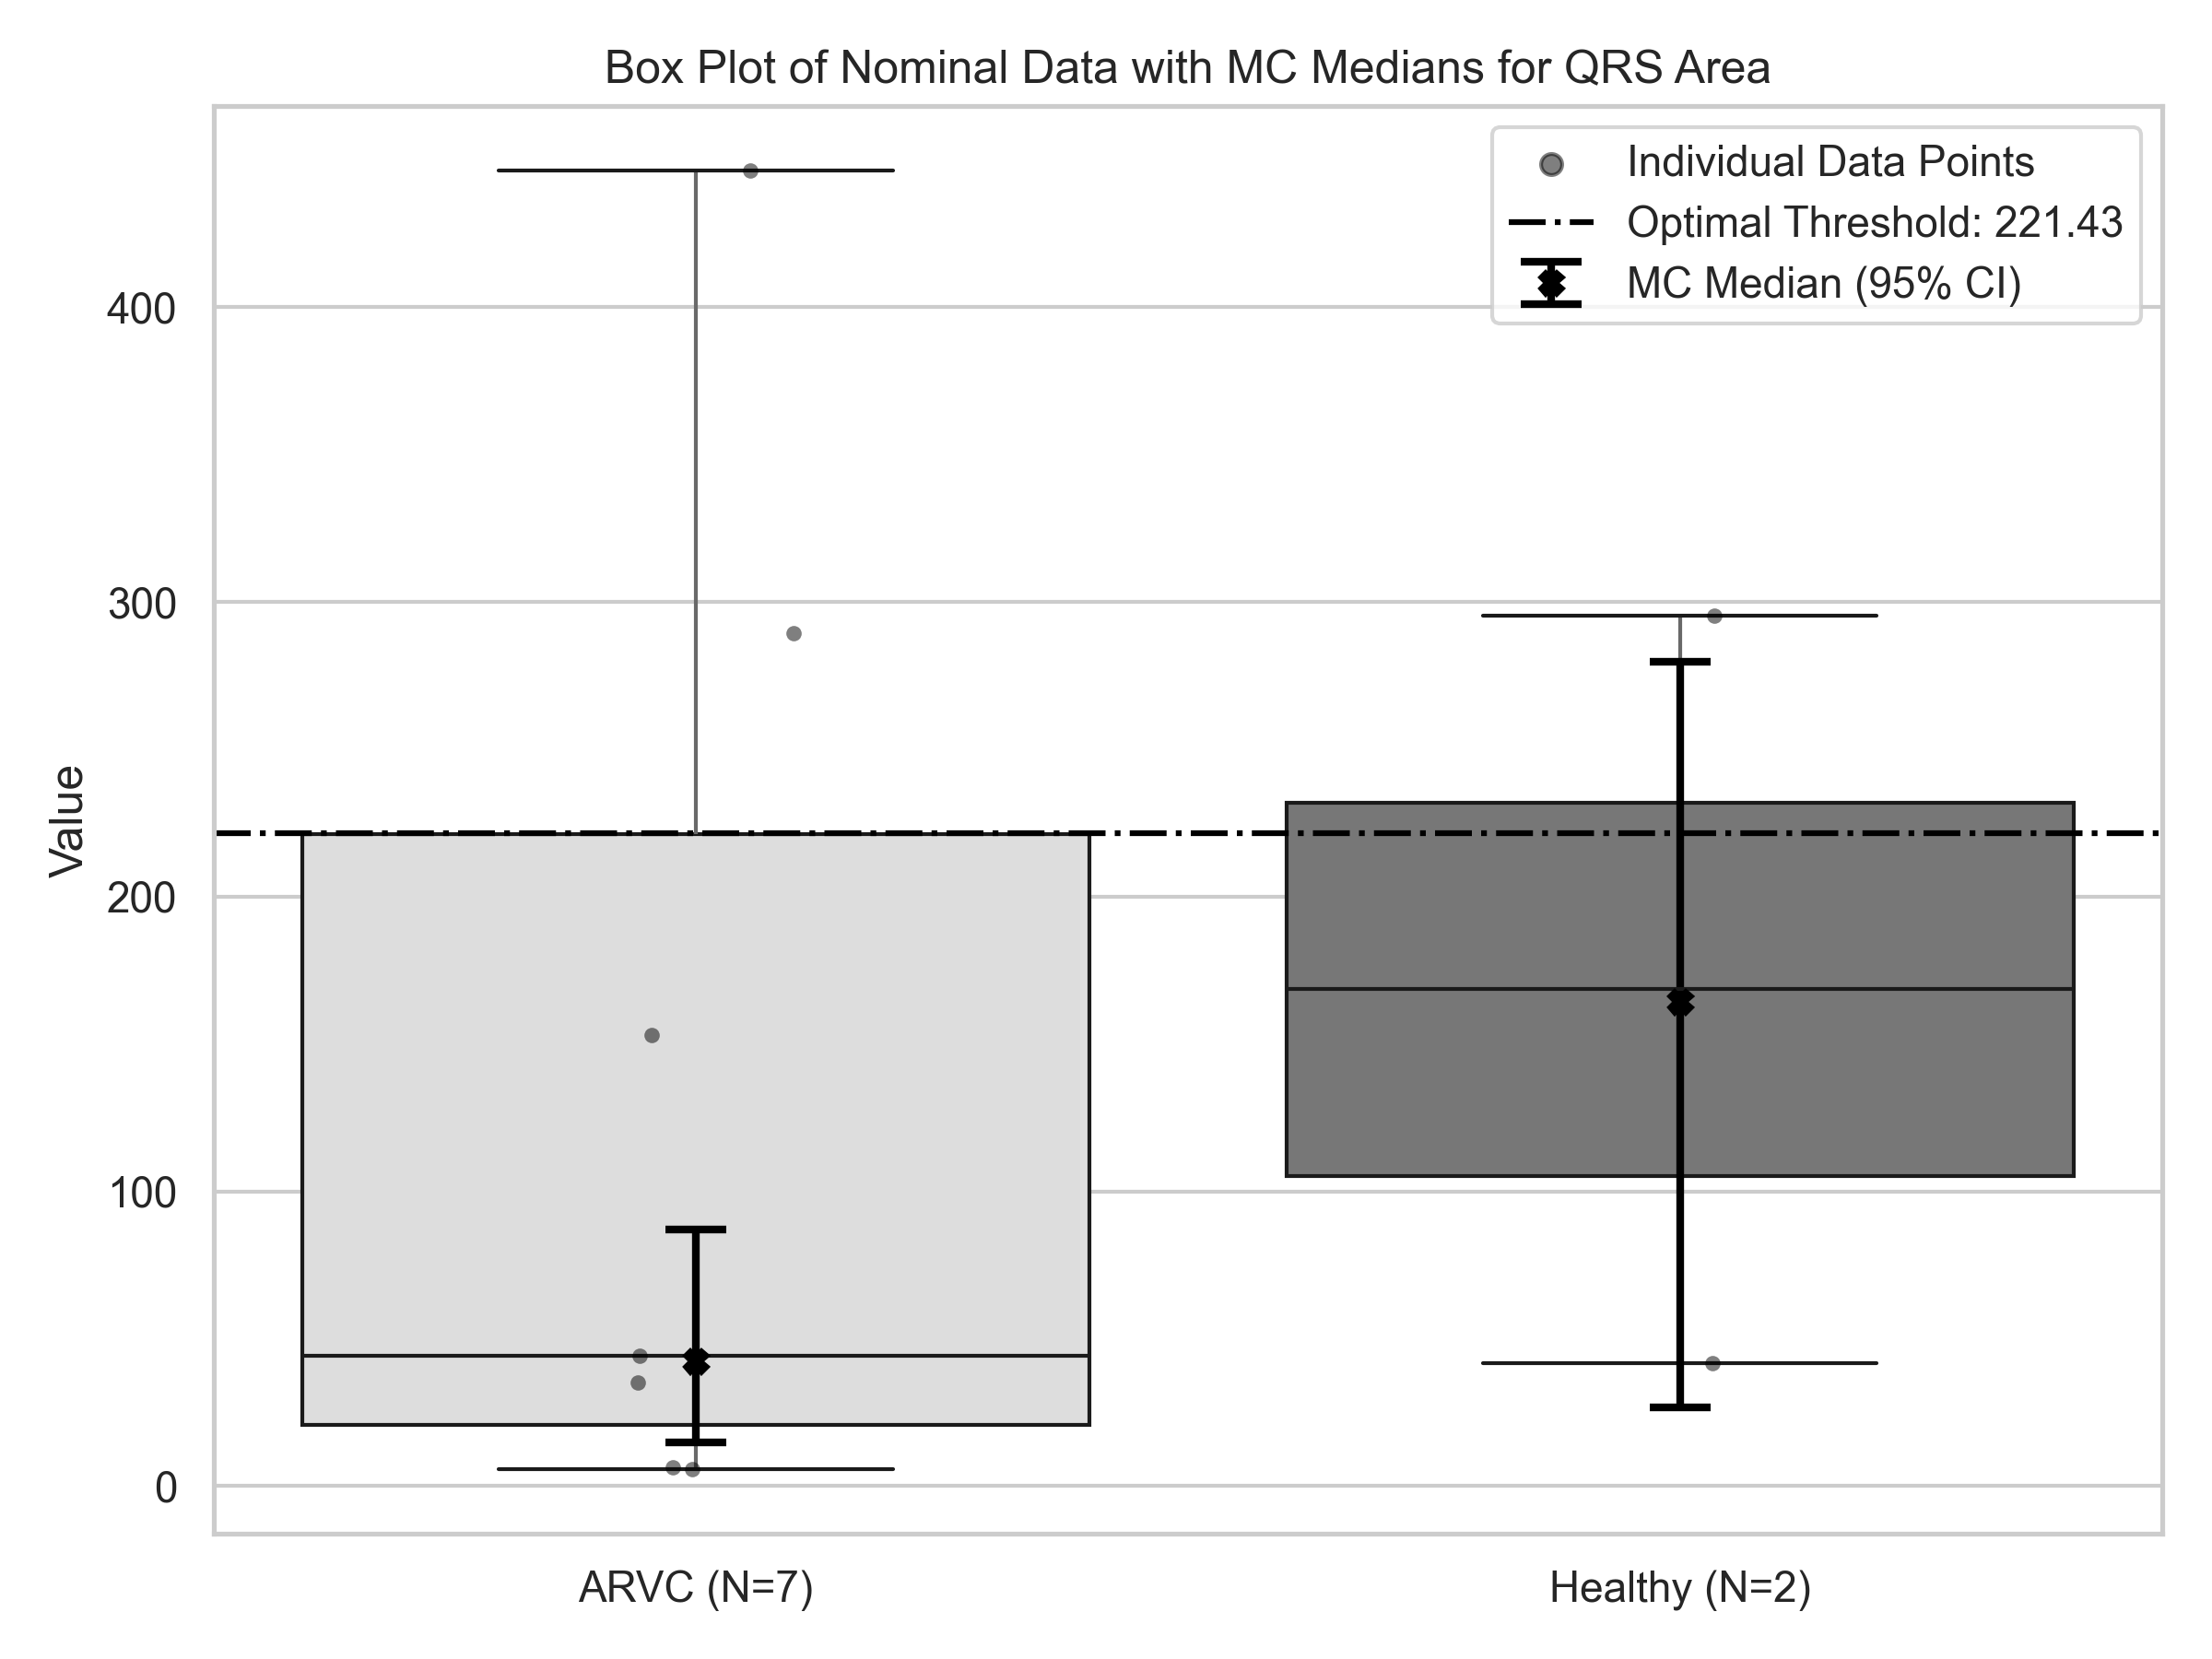 Box Plot of Nominal Data with MC Medians for QRS Area
Individual Data Points
Optimal Threshold: 221.43
MC Median (95% CI)
Value
400
300
200
100
0
ARVC (N=7)
Healthy (N=2)